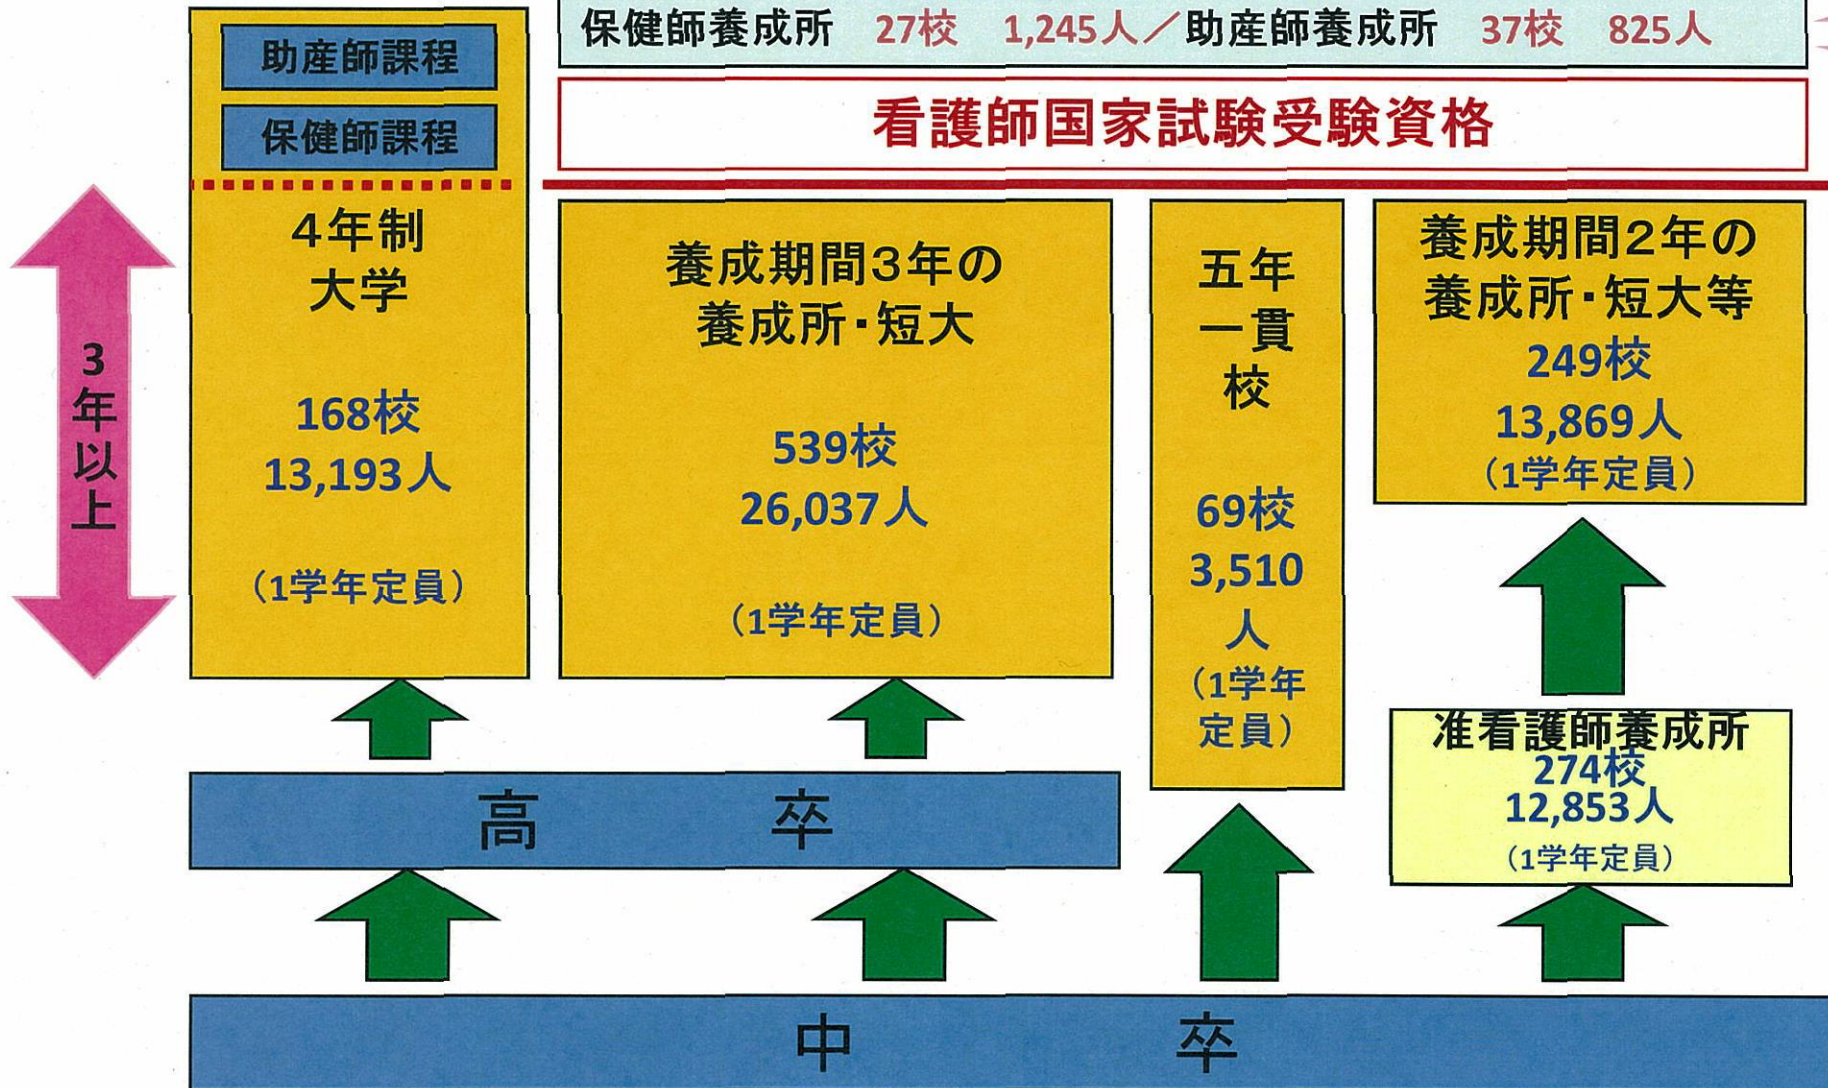 助産師課程
保健師課程
保健師養成所　27校　1,245人／助産師養成所　37校　825人
看護師国家試験受験資格
3年以上
４年制
大学
168校
13,193人
（1学年定員）
養成期間３年の
養成所・短大
539校
26,037人
（1学年定員）
五年
一貫
校
69校
3,510
人
（1学年
定員）
養成期間２年の
養成所・短大等
249校
13,869人
（1学年定員）
准看護師養成所
274校
12,853人
（1学年定員）
高　卒
中　卒